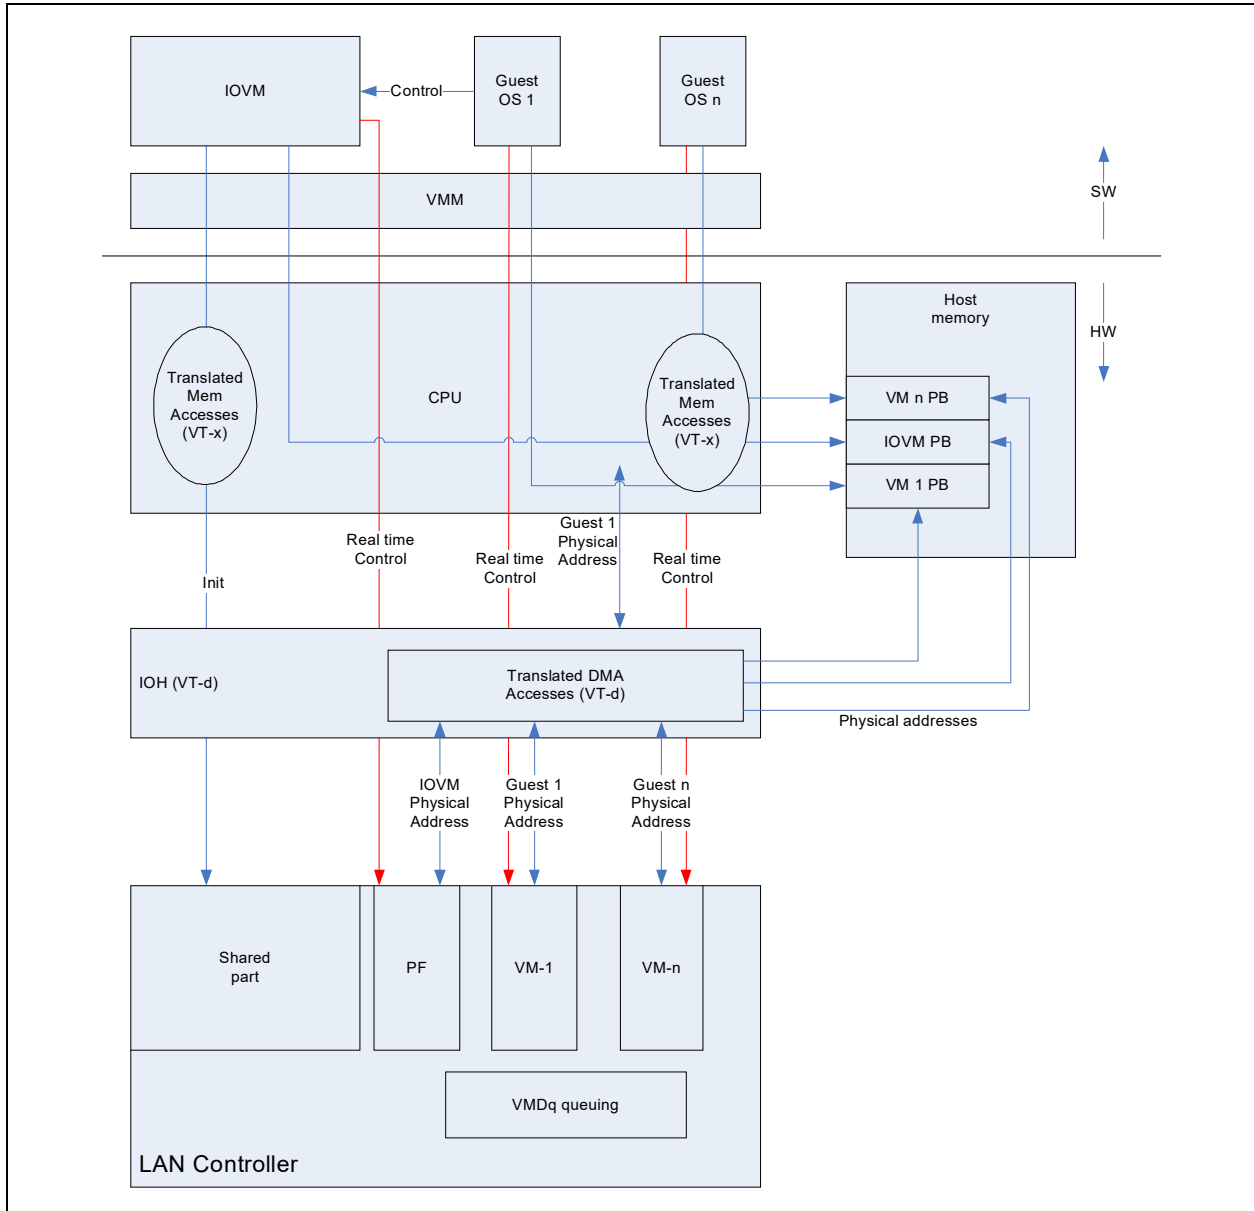 IOVM
Control
Guest
OS 1
Guest
OS n
VMM
SW
HW
Host
memory
Translated
Mem
Accesses
(VT-x)
CPU
Translated
Mem
Accesses
(VT-x)
VM n PB
IOVM PB
VM 1 PB
Init
Real time
Control
Real time
Control
Guest 1
Physical
Address
Real time
Control
IOH (VT-d)
Translated DMA
Accesses (VT-d)
Physical addresses
IOVM
Physical
Address
Guest 1
Physical
Address
Guest n
Physical
Address
Shared
part
PF
VM-1
VM-n
VMDq queuing
LAN Controller